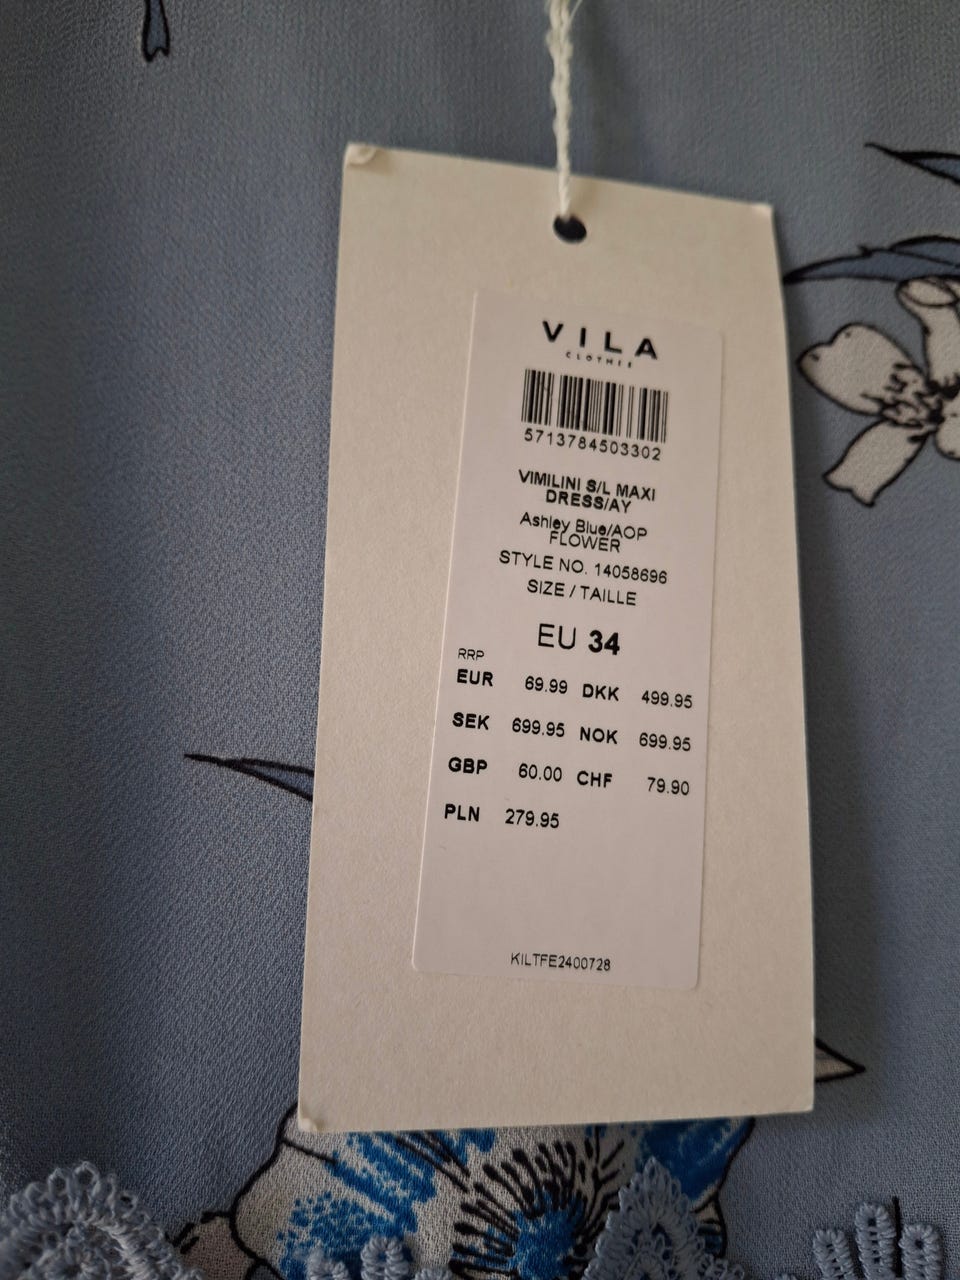 VILA
CLOTHES
5713784503302
VIMILINI S/L MAXI
DRESS/AY
Ashley Blue/AOP
FLOWER
STYLE NO. 14058696
SIZE / TAILLE
EU 34
RRP
EUR 69.99 DKK 499.95
SEK 699.95 NOK 699.95
GBP 60.00 CHF 79.90
PLN 279.95
KILTFE2400728